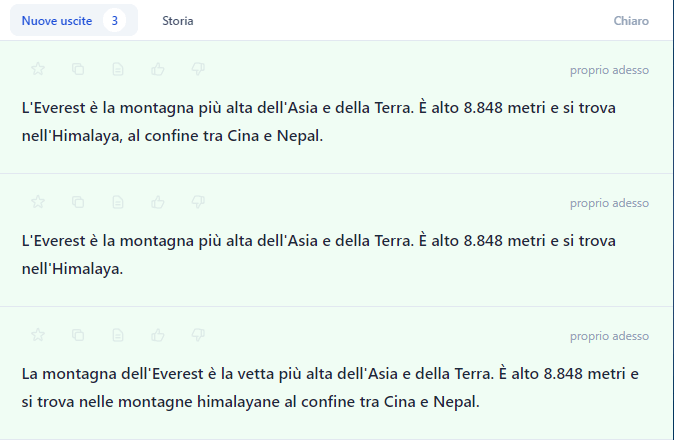 Nuove uscite 3 Storia Chiaro
proprio adesso
L'Everest è la montagna più alta dell'Asia e della Terra. È alto 8.848 metri e si trova
nell'Himalaya, al confine tra Cina e Nepal.
proprio adesso
L'Everest è la montagna più alta dell'Asia e della Terra. È alto 8.848 metri e si trova
nell'Himalaya.
proprio adesso
La montagna dell'Everest è la vetta più alta dell'Asia e della Terra. È alto 8.848 metri e
si trova nelle montagne himalayane al confine tra Cina e Nepal.